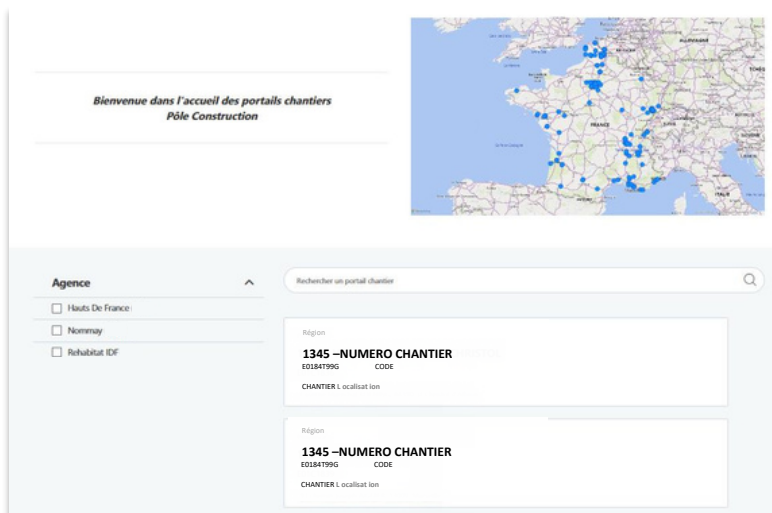 Bienvenue dans l'accueil des portails chantiers
Pôle Construction
ALLEMAGNE
FRANCE
ITALIE
Agence
Hauts De France
Nommay
Rehabitat IDF
Rechercher un portail chantier
Région
1345 –NUMERO CHANTIER
E0184T99G CODE
CHANTIER L ocalisat ion
Région
1345 –NUMERO CHANTIER
E0184T99G CODE
CHANTIER L ocalisat ion